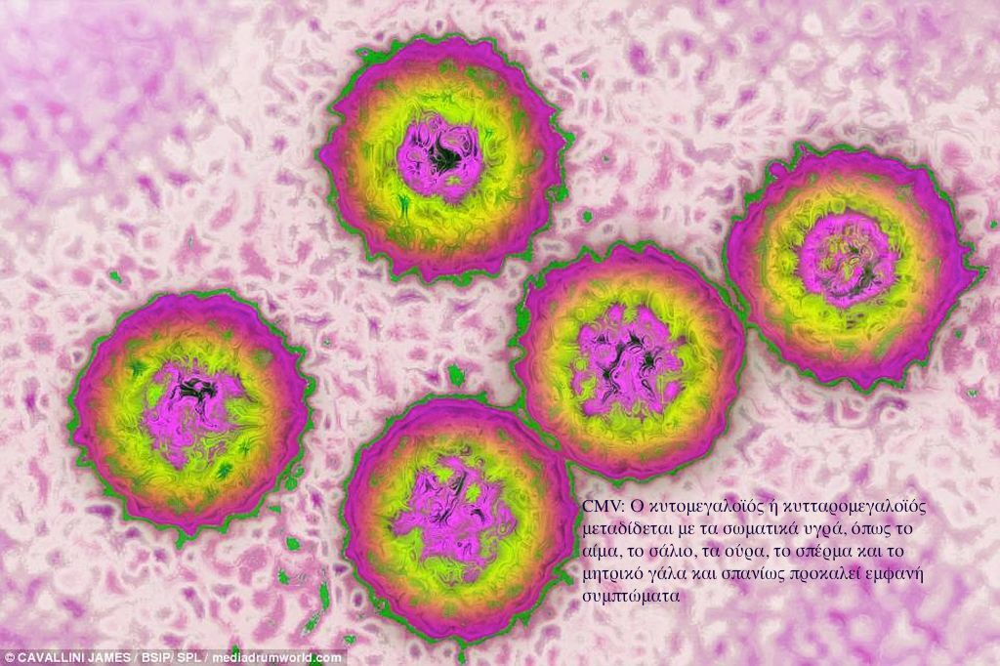 CMV: Ο κυτομεγαλοϊός ή κυτταρομεγαλοϊός
μεταδίδεται με τα σωματικά υγρά, όπως το
αίμα, το σάλιο, τα ούρα, το σπέρμα και το
μητρικό γάλα και σπανίως προκαλεί εμφανή
συμπτώματα
© CAVALLINI JAMES / BSIP/ SPL / mediadrumworld.com